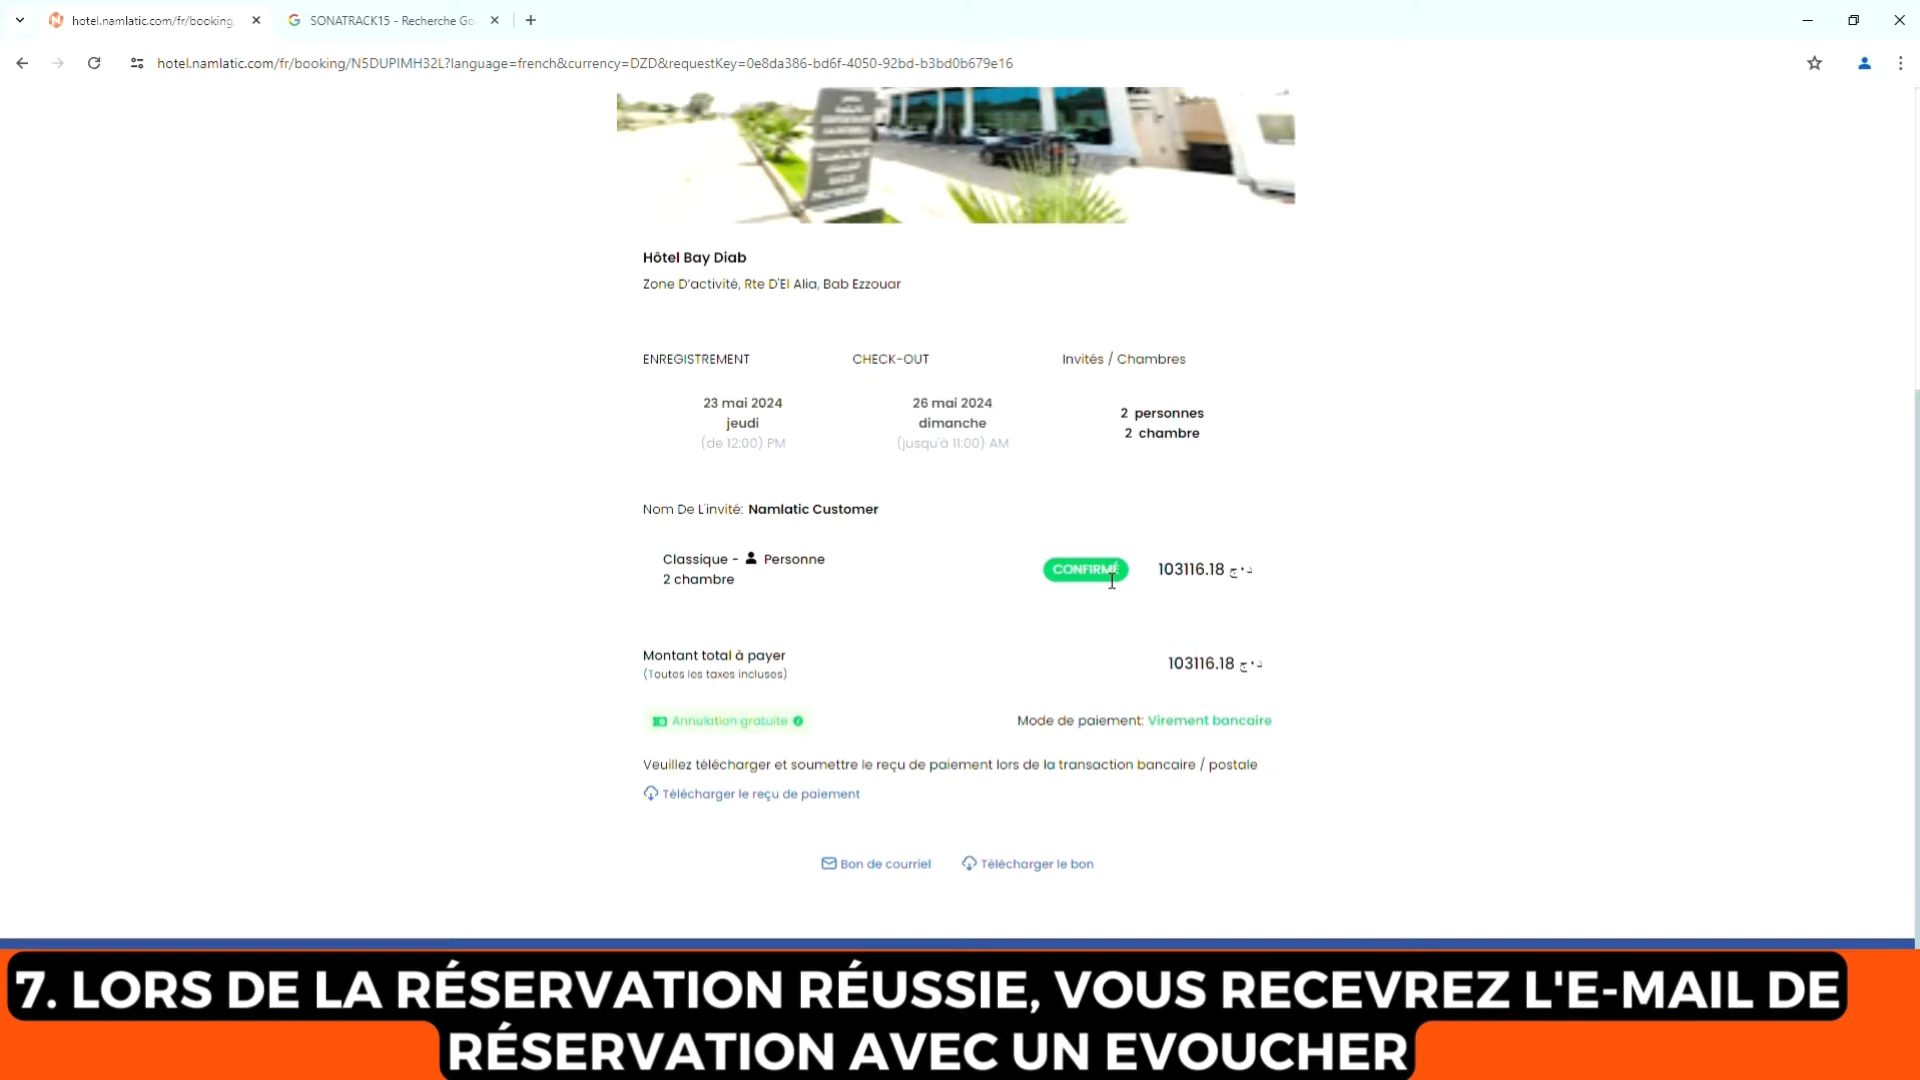 hotel.namlatic.com/fr/booking
SONATRACK15 - Recherche Go
hotel.namlatic.com/fr/booking/N5DUPIMH32L?language=french&currency=DZD&requestKey=0e8da386-bd6f-4050-92bd-b3bd0b679e16
Hôtel Bay Diab
Zone D'activité, Rte D'El Alia, Bab Ezzouar
ENREGISTREMENT CHECK-OUT Invités / Chambres
23 mai 2024 26 mai 2024 2 personnes
jeudi dimanche 2 chambre
(de 12:00) PM (jusqu'à 11:00) AM
Nom De L'invité: Namlatic Customer
Classique - Personne
2 chambre
CONFIRMÉ 103116.18 د.ج
Montant total à payer 103116.18 د.ج
(Toutes les taxes incluses)
Annulation gratuite Mode de paiement: Virement bancaire
Veuillez télécharger et soumettre le reçu de paiement lors de la transaction bancaire / postale
Télécharger le reçu de paiement
Bon de courriel Télécharger le bon
7. LORS DE LA RÉSERVATION RÉUSSIE, VOUS RECEVREZ L'E-MAIL DE
RÉSERVATION AVEC UN EVOUCHER